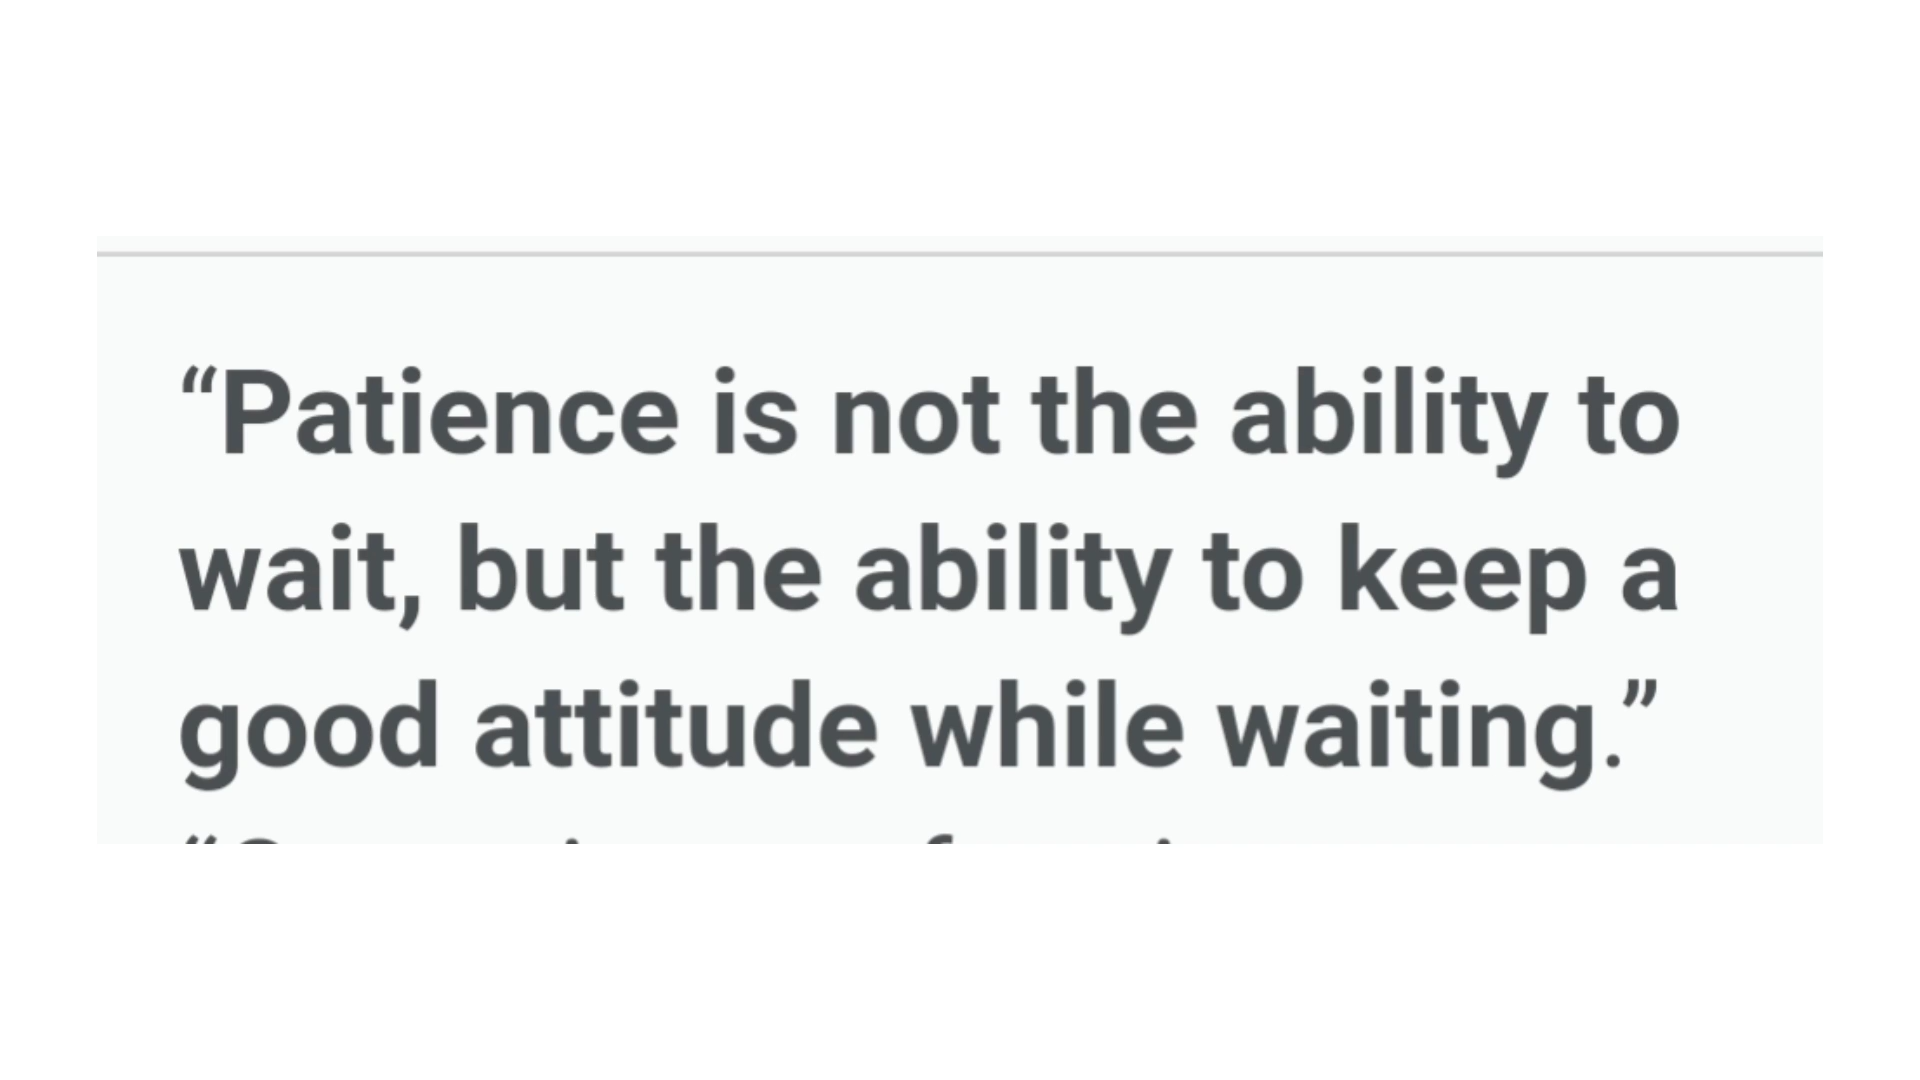 “Patience is not the ability to
wait, but the ability to keep a
good attitude while waiting.”